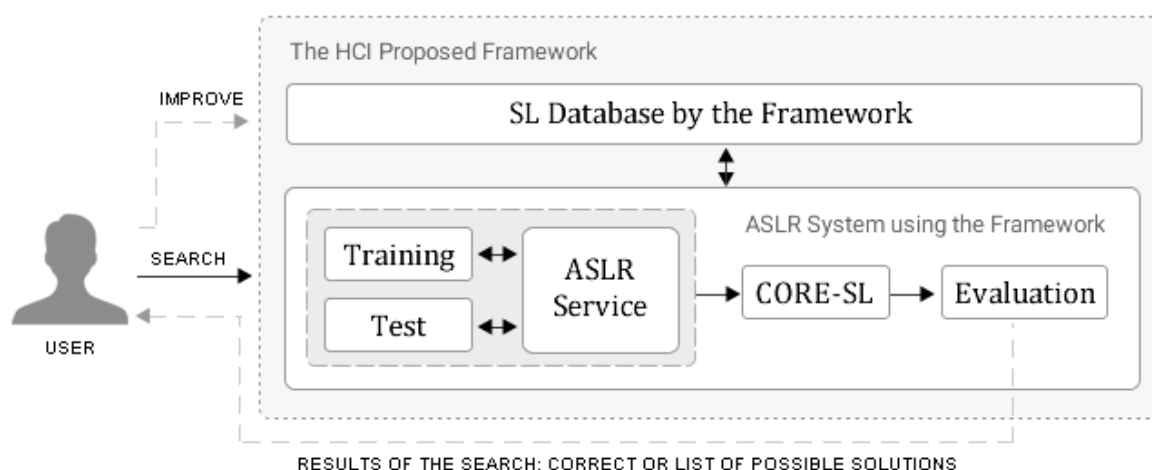 The HCI Proposed Framework
IMPROVE
SL Database by the Framework
ASLR System using the Framework
SEARCH
Training
Test
ASLR
Service
CORE-SL
Evaluation
USER
RESULTS OF THE SEARCH: CORRECT OR LIST OF POSSIBLE SOLUTIONS